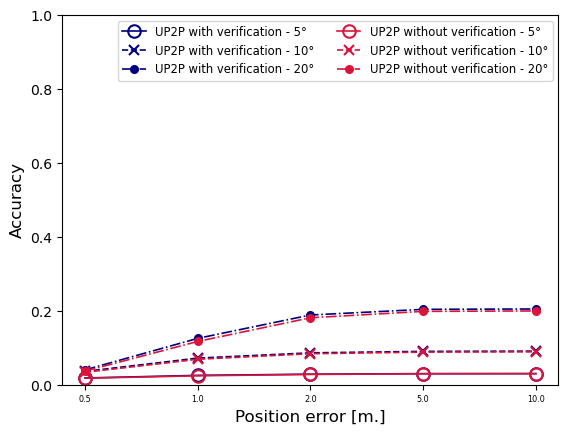 UP2P with verification - 5°
UP2P with verification - 10°
UP2P with verification - 20°
UP2P without verification - 5°
UP2P without verification - 10°
UP2P without verification - 20°
1.0
0.8
0.6
0.4
0.2
0.0
Accuracy
0.5 1.0 2.0 5.0 10.0
Position error [m.]